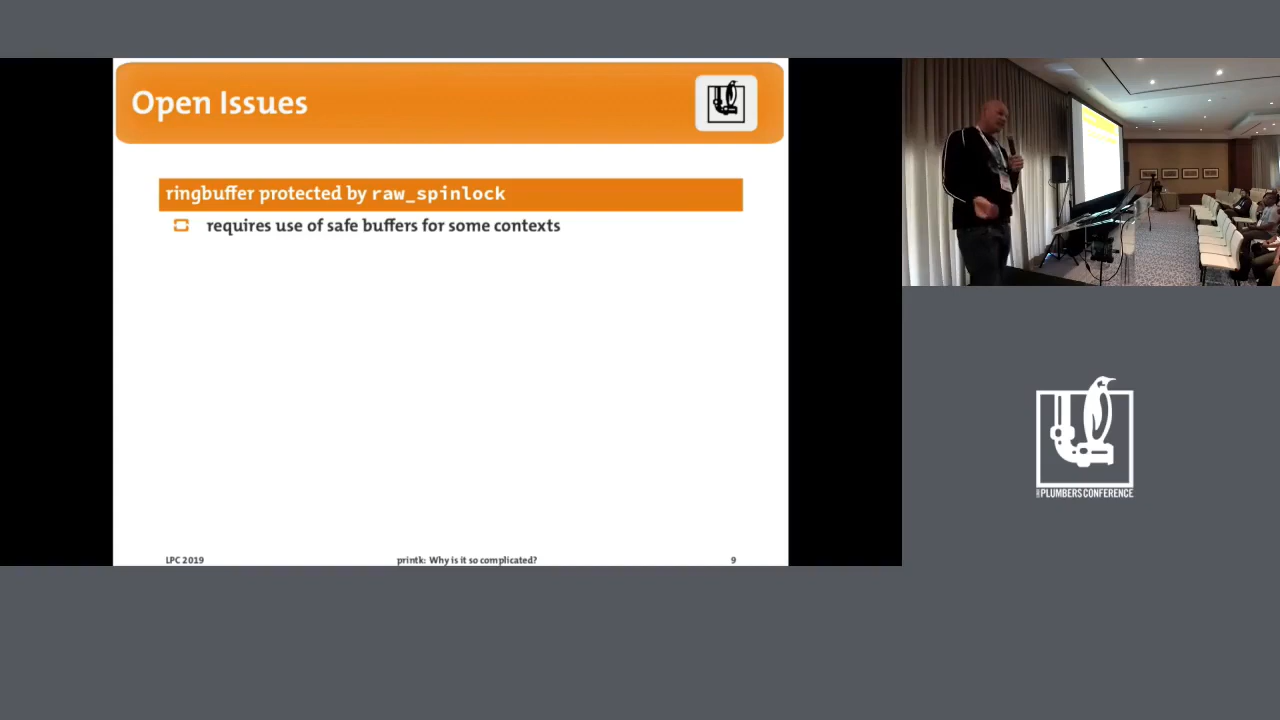 Open Issues
ringbuffer protected by raw_spinlock
requires use of safe buffers for some contexts
LPC 2019
printk: Why is it so complicated?
9
PLUMBERS CONFERENCE